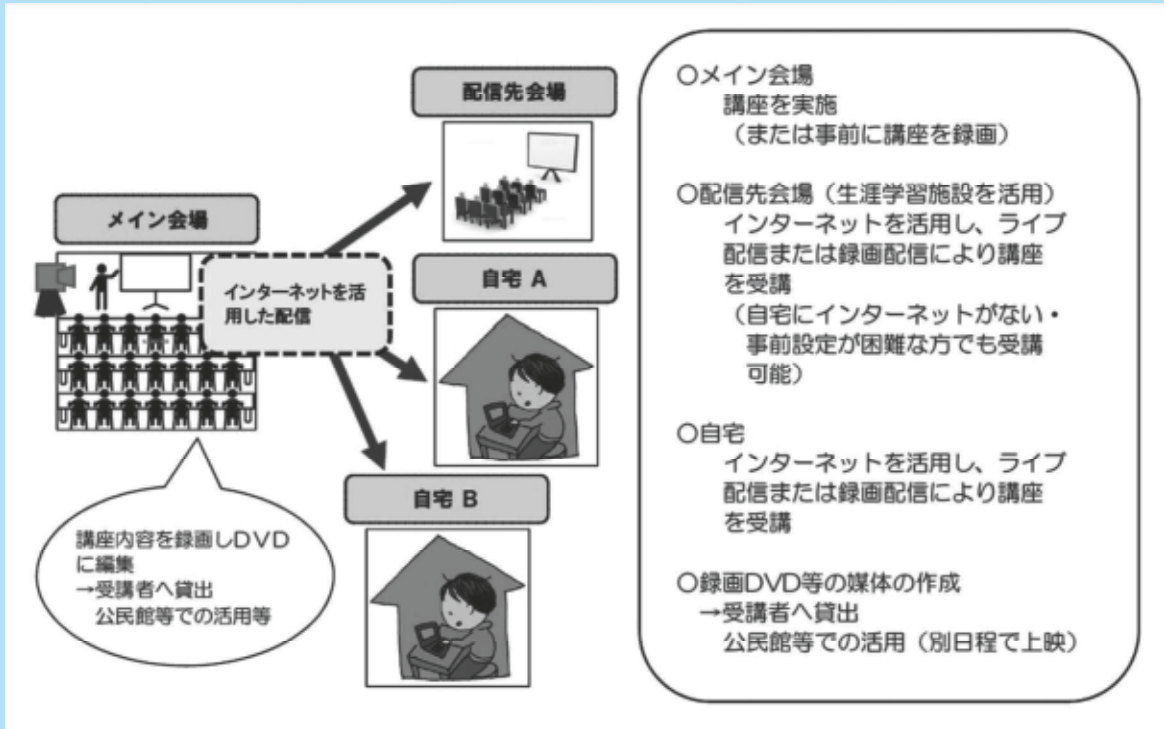 配信先会場
メイン会場
インターネットを活
用した配信
自宅 A
自宅 B
講座内容を録画しDVD
に編集
→受講者へ貸出
公民館等での活用等
○メイン会場
講座を実施
（または事前に講座を録画）
○配信先会場（生涯学習施設を活用）
インターネットを活用し、ライブ
配信または録画配信により講座
を受講
（自宅にインターネットがない・
事前設定が困難な方でも受講
可能）
○自宅
インターネットを活用し、ライブ
配信または録画配信により講座
を受講
○録画DVD等の媒体の作成
→受講者へ貸出
公民館等での活用（別日程で上映）